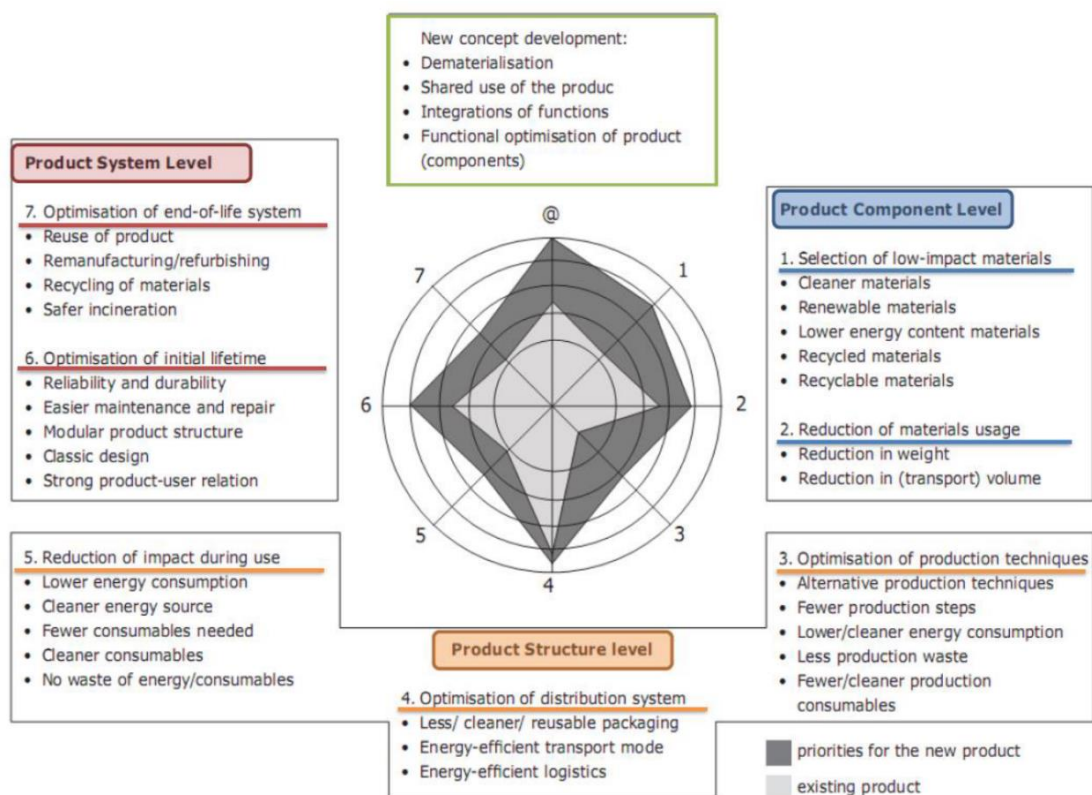 New concept development:
• Dematerialisation
• Shared use of the produc
• Integrations of functions
• Functional optimisation of product
(components)
Product System Level
7. Optimisation of end-of-life system
• Reuse of product
• Remanufacturing/refurbishing
• Recycling of materials
• Safer incineration
6. Optimisation of initial lifetime
• Reliability and durability
• Easier maintenance and repair
• Modular product structure
• Classic design
• Strong product-user relation
@
1
2
3
4
5
6
7
Product Component Level
1. Selection of low-impact materials
• Cleaner materials
• Renewable materials
• Lower energy content materials
• Recycled materials
• Recyclable materials
2. Reduction of materials usage
• Reduction in weight
• Reduction in (transport) volume
5. Reduction of impact during use
• Lower energy consumption
• Cleaner energy source
• Fewer consumables needed
• Cleaner consumables
• No waste of energy/consumables
Product Structure level
4. Optimisation of distribution system
• Less/ cleaner/ reusable packaging
• Energy-efficient transport mode
• Energy-efficient logistics
3. Optimisation of production techniques
• Alternative production techniques
• Fewer production steps
• Lower/cleaner energy consumption
• Less production waste
• Fewer/cleaner production
consumables
priorities for the new product
existing product